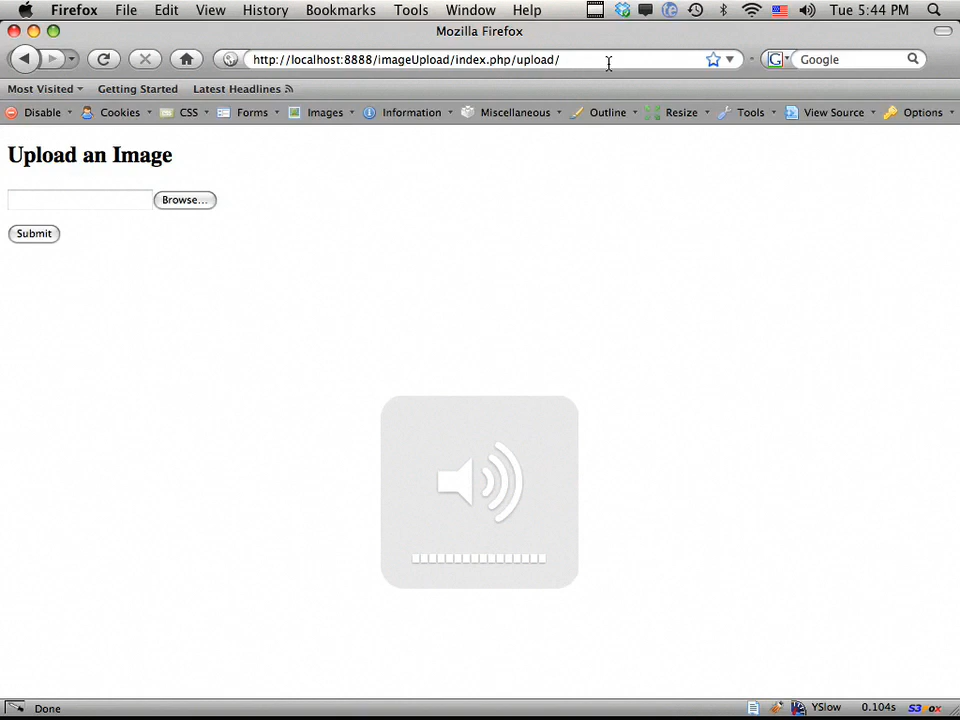 Firefox File Edit View History Bookmarks Tools Window Help Tue 5:44 PM
Mozilla Firefox
http://localhost:8888/imageUpload/index.php/upload/ G Google
Most Visited Getting Started Latest Headlines
Disable Cookies CSS Forms Images Information Miscellaneous Outline Resize Tools View Source Options
Upload an Image
Browse...
Submit
Done YSlow 0.104s S3Fox